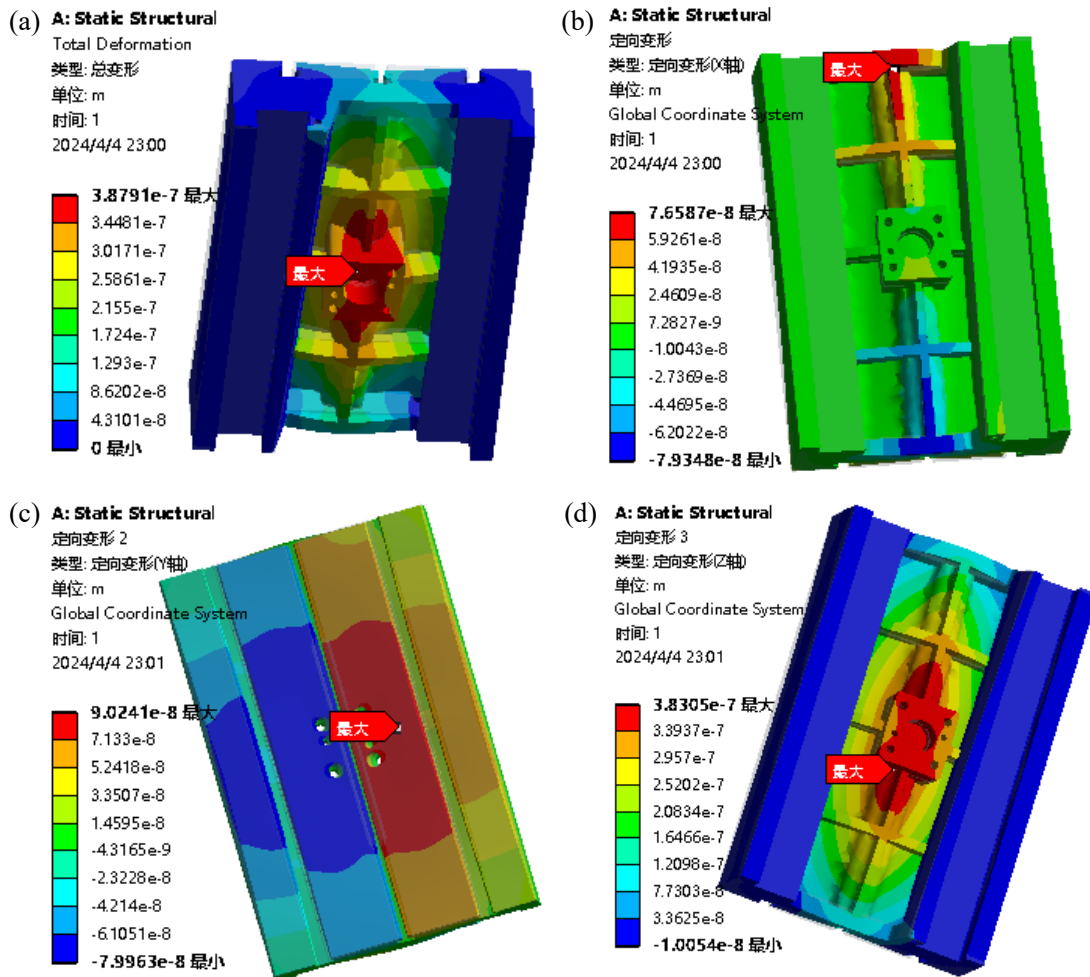 (a)
A: Static Structural
Total Deformation
类型: 总变形
单位: m
时间: 1
2024/4/4 23:00
3.8791e-7 最大
3.4481e-7
3.0171e-7
2.5861e-7
2.155e-7
1.724e-7
1.293e-7
8.6202e-8
4.3101e-8
0 最小
最大
(b)
A: Static Structural
定向变形
类型: 定向变形(X轴)
单位: m
Global Coordinate System
时间: 1
2024/4/4 23:00
7.6587e-8 最大
5.9261e-8
4.1935e-8
2.4609e-8
7.2827e-9
-1.0043e-8
-2.7369e-8
-4.4695e-8
-6.2022e-8
-7.9348e-8 最小
最大
(c)
A: Static Structural
定向变形 2
类型: 定向变形(Y轴)
单位: m
Global Coordinate System
时间: 1
2024/4/4 23:01
9.0241e-8 最大
7.133e-8
5.2418e-8
3.3507e-8
1.4595e-8
-4.3165e-9
-2.3228e-8
-4.214e-8
-6.1051e-8
-7.9963e-8 最小
最大
(d)
A: Static Structural
定向变形 3
类型: 定向变形(Z轴)
单位: m
Global Coordinate System
时间: 1
2024/4/4 23:01
3.8305e-7 最大
3.3937e-7
2.957e-7
2.5202e-7
2.0834e-7
1.6466e-7
1.2098e-7
7.7303e-8
3.3625e-8
-1.0054e-8 最小
最大